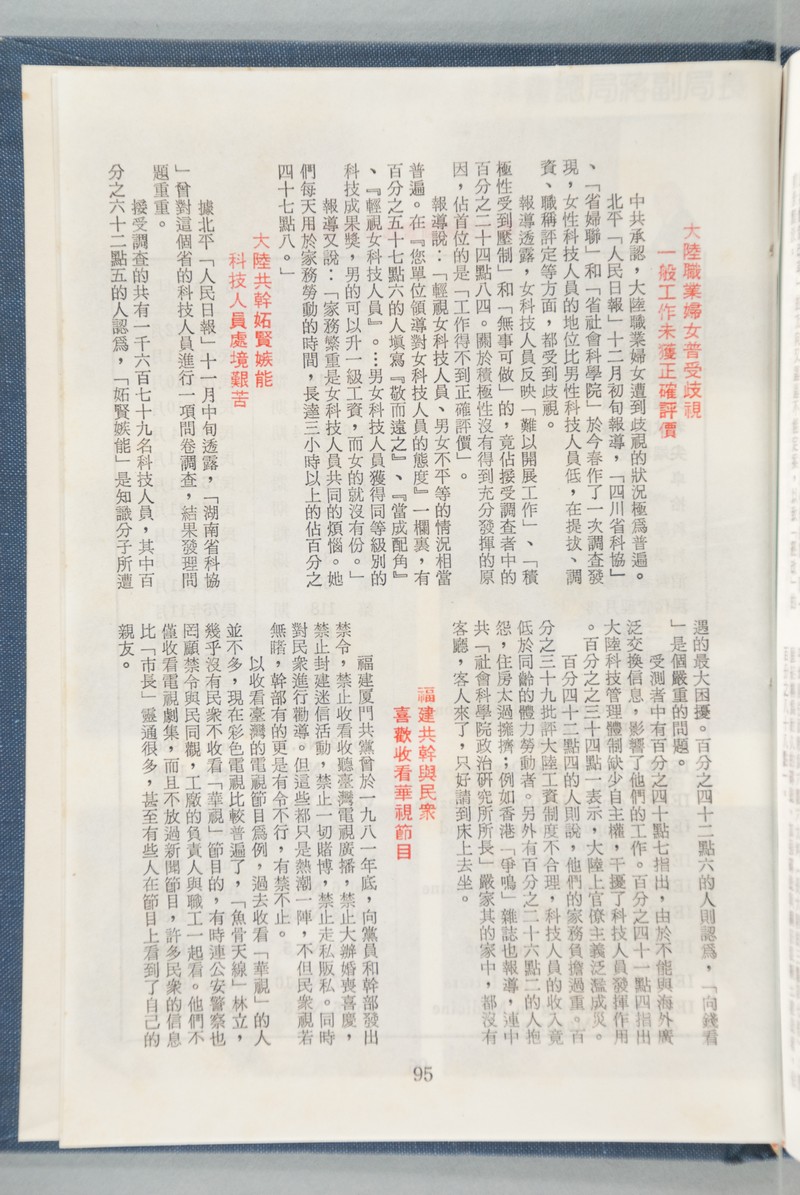 大陸職業婦女普受歧視
一般工作未獲正確評價
中共承認，大陸職業婦女遭到歧視的狀況極爲普遍。
北平「人民日報」十二月初旬報導，「四川省科協」
、「省婦聯」和「省社會科學院」於今春作了一次調查發
現，女性科技人員的地位比男性科技人員低，在提拔、調
資、職稱評定等方面，都受到歧視。
報導透露，女科技人員反映「難以開展工作」、「積
極性受到壓制」和「無事可做」的，竟佔接受調查者中的
百分之二十四點八四。關於積極性沒有得到充分發揮的原
因，佔首位的是「工作得不到正確評價」。
報導說：「輕視女科技人員、男女不平等的情況相當
普遍。在『您單位領導對女科技人員的態度』一欄裏，有
百分之五十七點六的人塡寫『敬而遠之』、『當成配角』
、『輕視女科技人員』。…男女科技人員獲得同等級別的
科技成果獎，男的可以升一級工資，而女的就沒有份。」
報導又說：「家務繁重是女科技人員共同的煩惱。她
們每天用於家務勞動的時間，長達三小時以上的佔百分之
四十七點八。」
大陸共幹妬賢嫉能
科技人員處境艱苦
據北平「人民日報」十一月中旬透露，「湖南省科協
」曾對這個省的科技人員進行一項問卷調查，結果發理問
題重重。
接受調查的共有一千六百七十九名科技人員，其中百
分之六十二點五的人認爲，「妬賢嫉能」是知識分子所遭
遇的最大困擾。百分之四十二點六的人則認爲，「向錢看
」是個嚴重的問題。
受測者中有百分之四十點七指出，由於不能與海外廣
泛交換信息，影響了他們的工作。百分之四十一點四指出
大陸科技管理體制缺少自主權，干擾了科技人員發揮作用
。百分之之三十四點一表示，大陸上官僚主義泛濫成災。
百分四十二點四的人則說，他們的家務負擔過重。百
分之三十九批評大陸工資制度不合理，科技人員的收入竟
低於同齡的體力勞動者。另外有百分之二十六點二的人抱
怨，住房太過擁擠；例如香港「爭鳴」雜誌也報導，連中
共「社會科學院政治硏究所所長」嚴家其的家中，都沒有
客廳，客人來了，只好請到床上去坐。
福建共幹與民衆
喜歡收看華視節目
福建厦門共黨曾於一九八一年底，向黨員和幹部發出
禁令，禁止收看收聽臺灣電視廣播，禁止大辦婚喪喜慶，
禁止封建迷信活動，禁止一切賭博，禁止走私販私。同時
對民衆進行勸導。但這些都只是熱潮一陣，不但民衆視若
無睹，幹部有的更是有令不行，有禁不止。
以收看臺灣的電視節目爲例，過去收看「華視」的人
並不多，現在彩色電視比較普遍了，「魚骨天線」林立，
幾乎沒有民衆不收看「華視」節目的，有時連公安警察也
罔顧禁令與民同觀，工廠的負責人與職工一起看。他們不
僅收看電視劇集，而且不放過新聞節目，許多民衆的信息
比「市長」靈通很多，甚至有些人在節目上看到了自己的
親友。
95